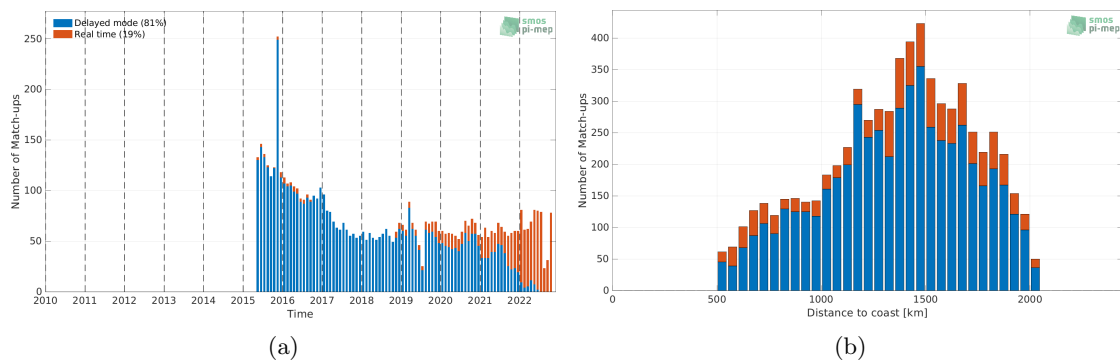 Delayed mode (81%)
Real time (19%)
smos
pi-mep
Number of Match-ups
250
200
150
100
50
0
2010 2011 2012 2013 2014 2015 2016 2017 2018 2019 2020 2021 2022
Time
(a)
smos
pi-mep
Number of Match-ups
400
350
300
250
200
150
100
50
0
0 500 1000 1500 2000
Distance to coast [km]
(b)